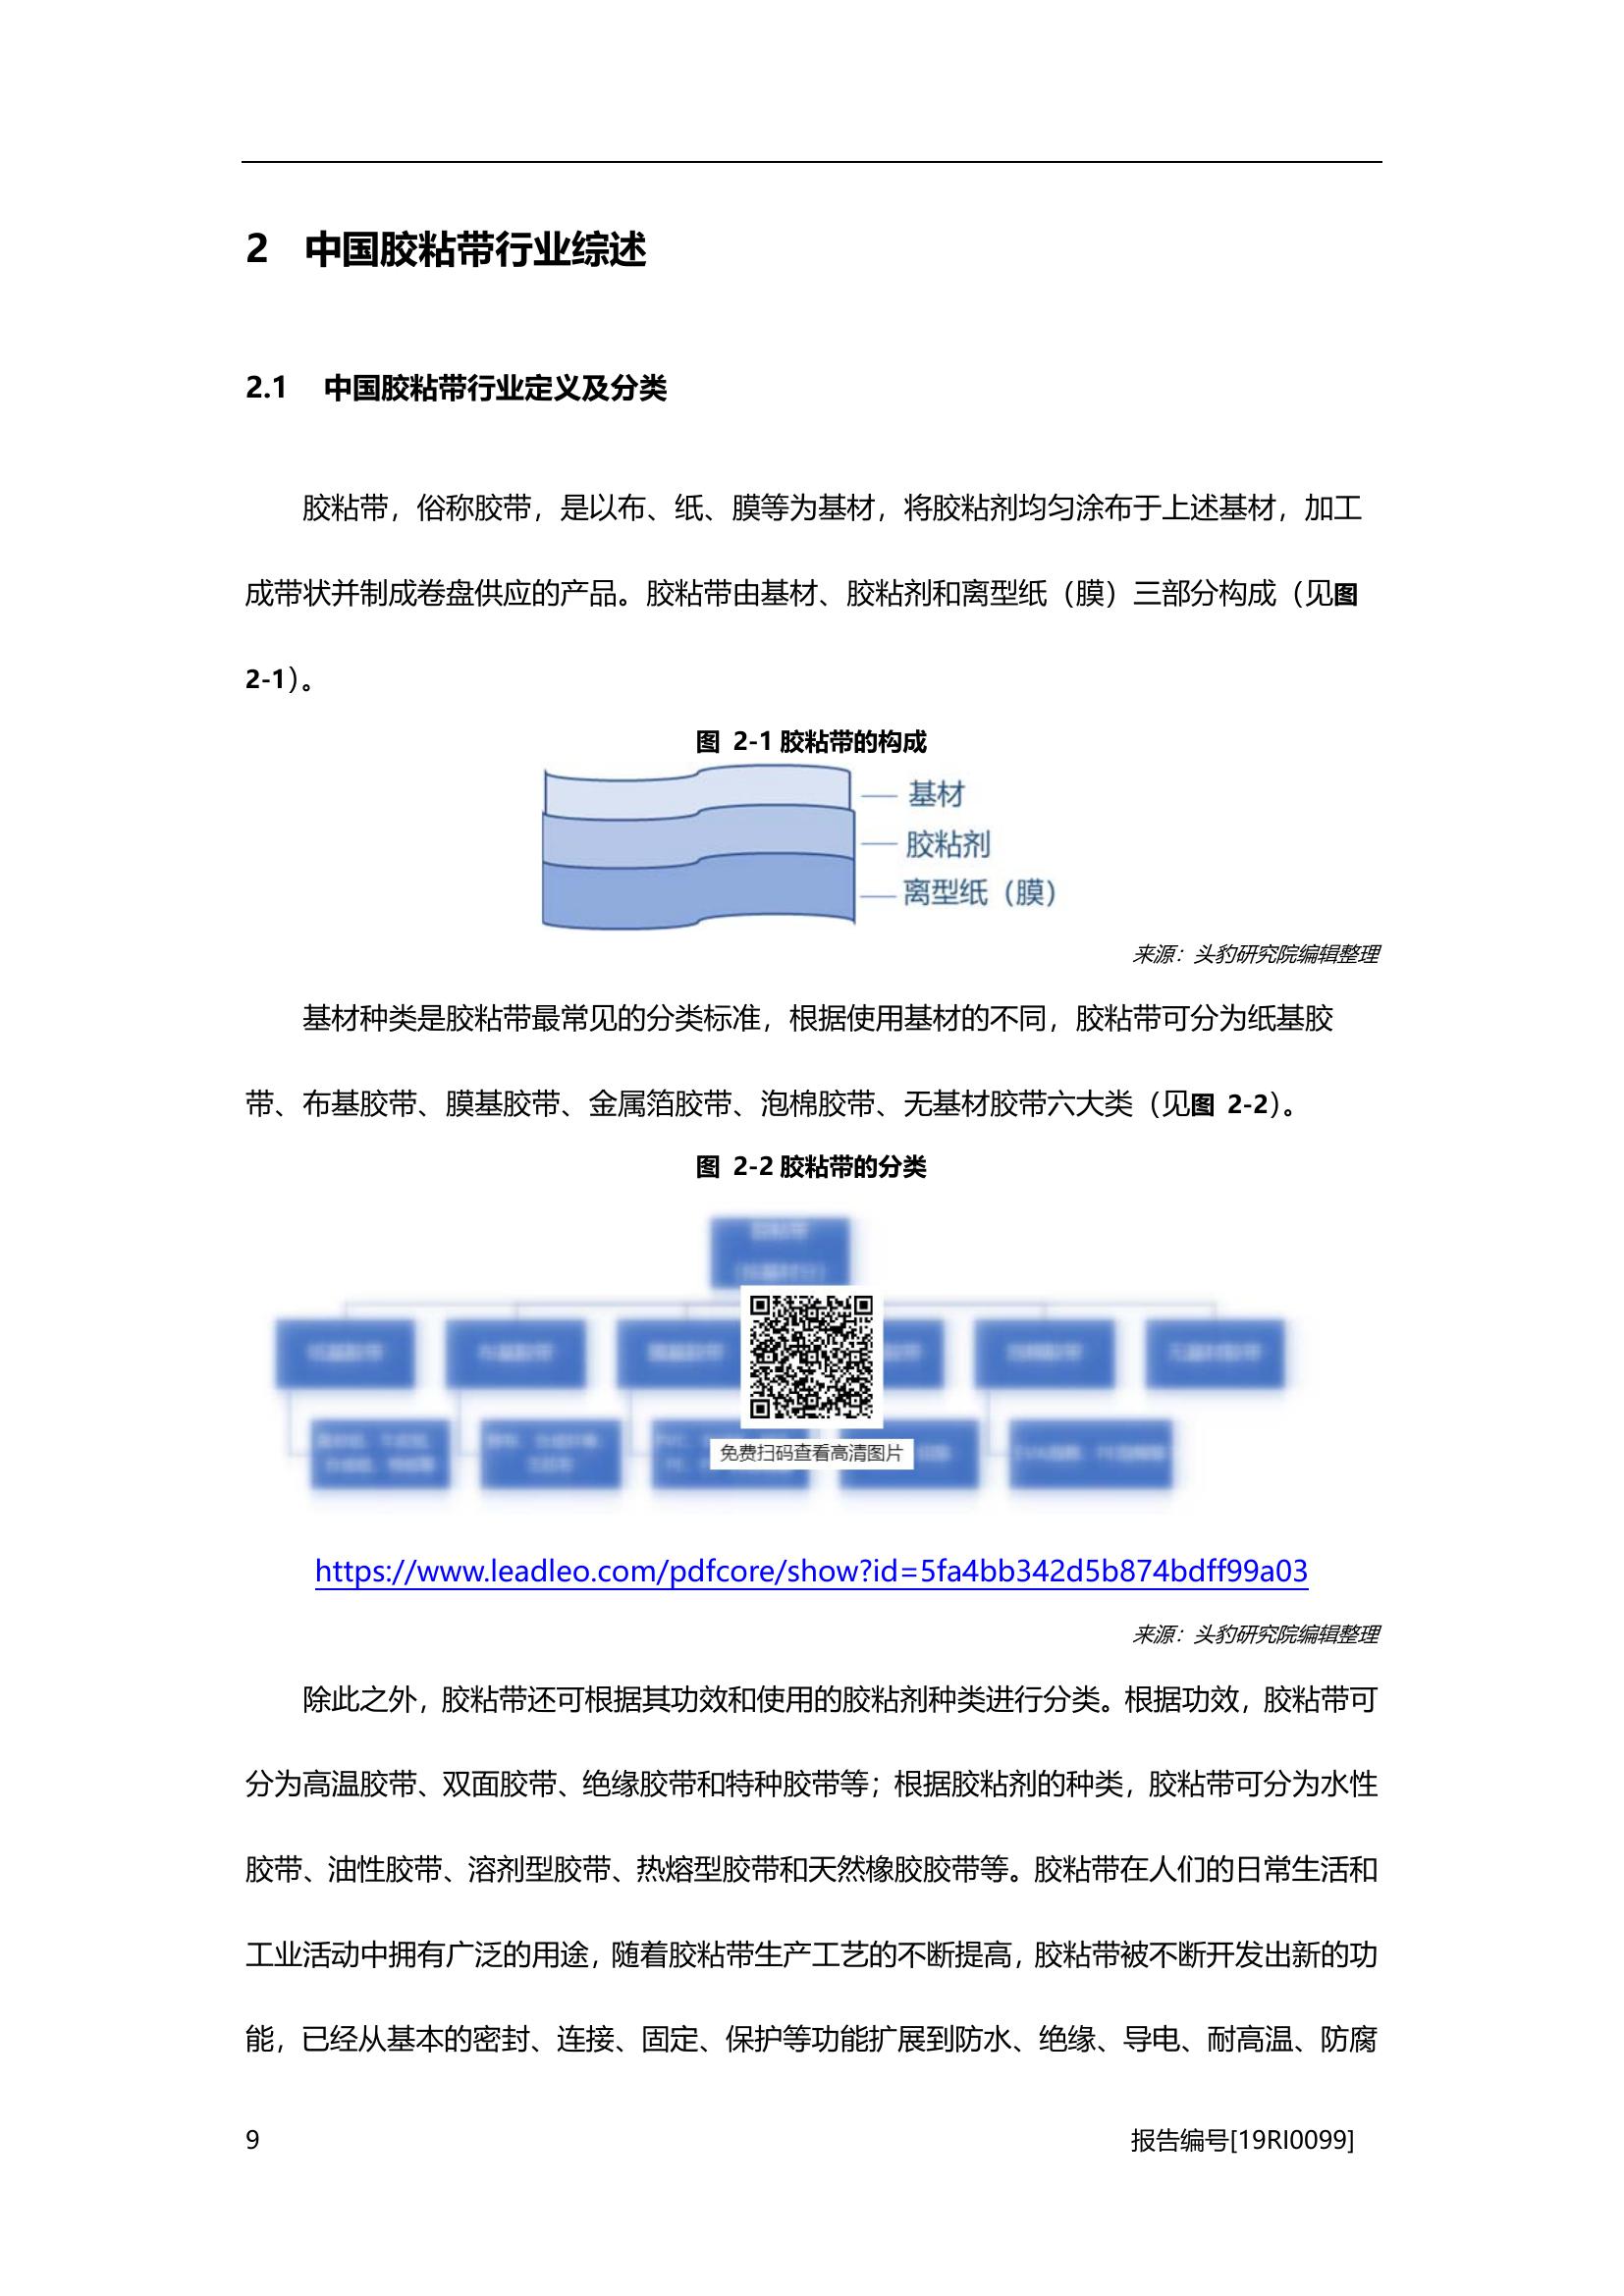 2 中国胶粘带行业综述
2.1 中国胶粘带行业定义及分类
胶粘带，俗称胶带，是以布、纸、膜等为基材，将胶粘剂均匀涂布于上述基材，加工
成带状并制成卷盘供应的产品。胶粘带由基材、胶粘剂和离型纸（膜）三部分构成（见图
2-1）。
图 2-1 胶粘带的构成
基材
胶粘剂
离型纸（膜）
来源：头豹研究院编辑整理
基材种类是胶粘带最常见的分类标准，根据使用基材的不同，胶粘带可分为纸基胶
带、布基胶带、膜基胶带、金属箔胶带、泡棉胶带、无基材胶带六大类（见图 2-2）。
图 2-2 胶粘带的分类
免费扫码查看高清图片
https://www.leadleo.com/pdfcore/show?id=5fa4bb342d5b874bdff99a03
来源：头豹研究院编辑整理
除此之外，胶粘带还可根据其功效和使用的胶粘剂种类进行分类。根据功效，胶粘带可
分为高温胶带、双面胶带、绝缘胶带和特种胶带等；根据胶粘剂的种类，胶粘带可分为水性
胶带、油性胶带、溶剂型胶带、热熔型胶带和天然橡胶胶带等。胶粘带在人们的日常生活和
工业活动中拥有广泛的用途，随着胶粘带生产工艺的不断提高，胶粘带被不断开发出新的功
能，已经从基本的密封、连接、固定、保护等功能扩展到防水、绝缘、导电、耐高温、防腐
9
报告编号[19RI0099]